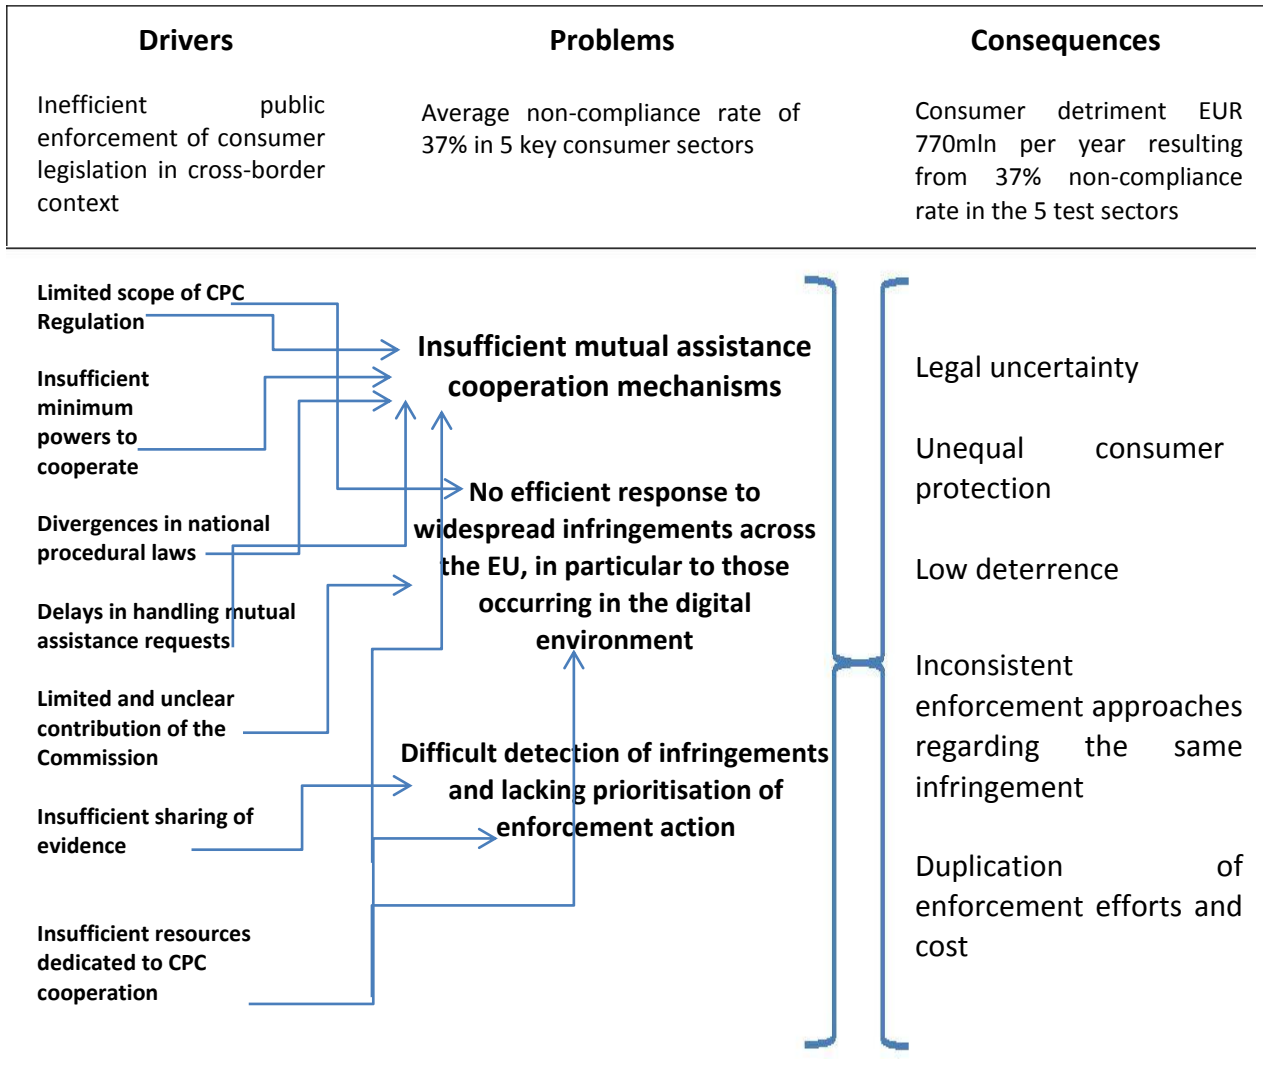 Drivers
Problems
Consequences
Inefficient public
enforcement of consumer
legislation in cross-border
context
Average non-compliance rate of
37% in 5 key consumer sectors
Consumer detriment EUR
770mln per year resulting
from 37% non-compliance
rate in the 5 test sectors
Limited scope of CPC
Regulation
Insufficient
minimum
powers to
cooperate
Divergences in national
procedural laws
Delays in handling mutual
assistance requests
Limited and unclear
contribution of the
Commission
Insufficient sharing of
evidence
Insufficient resources
dedicated to CPC
cooperation
Insufficient mutual assistance
cooperation mechanisms
No efficient response to
widespread infringements across
the EU, in particular to those
occurring in the digital
environment
Difficult detection of infringements
and lacking prioritisation of
enforcement action
Legal uncertainty
Unequal consumer
protection
Low deterrence
Inconsistent
enforcement approaches
regarding the same
infringement
Duplication of
enforcement efforts and
cost